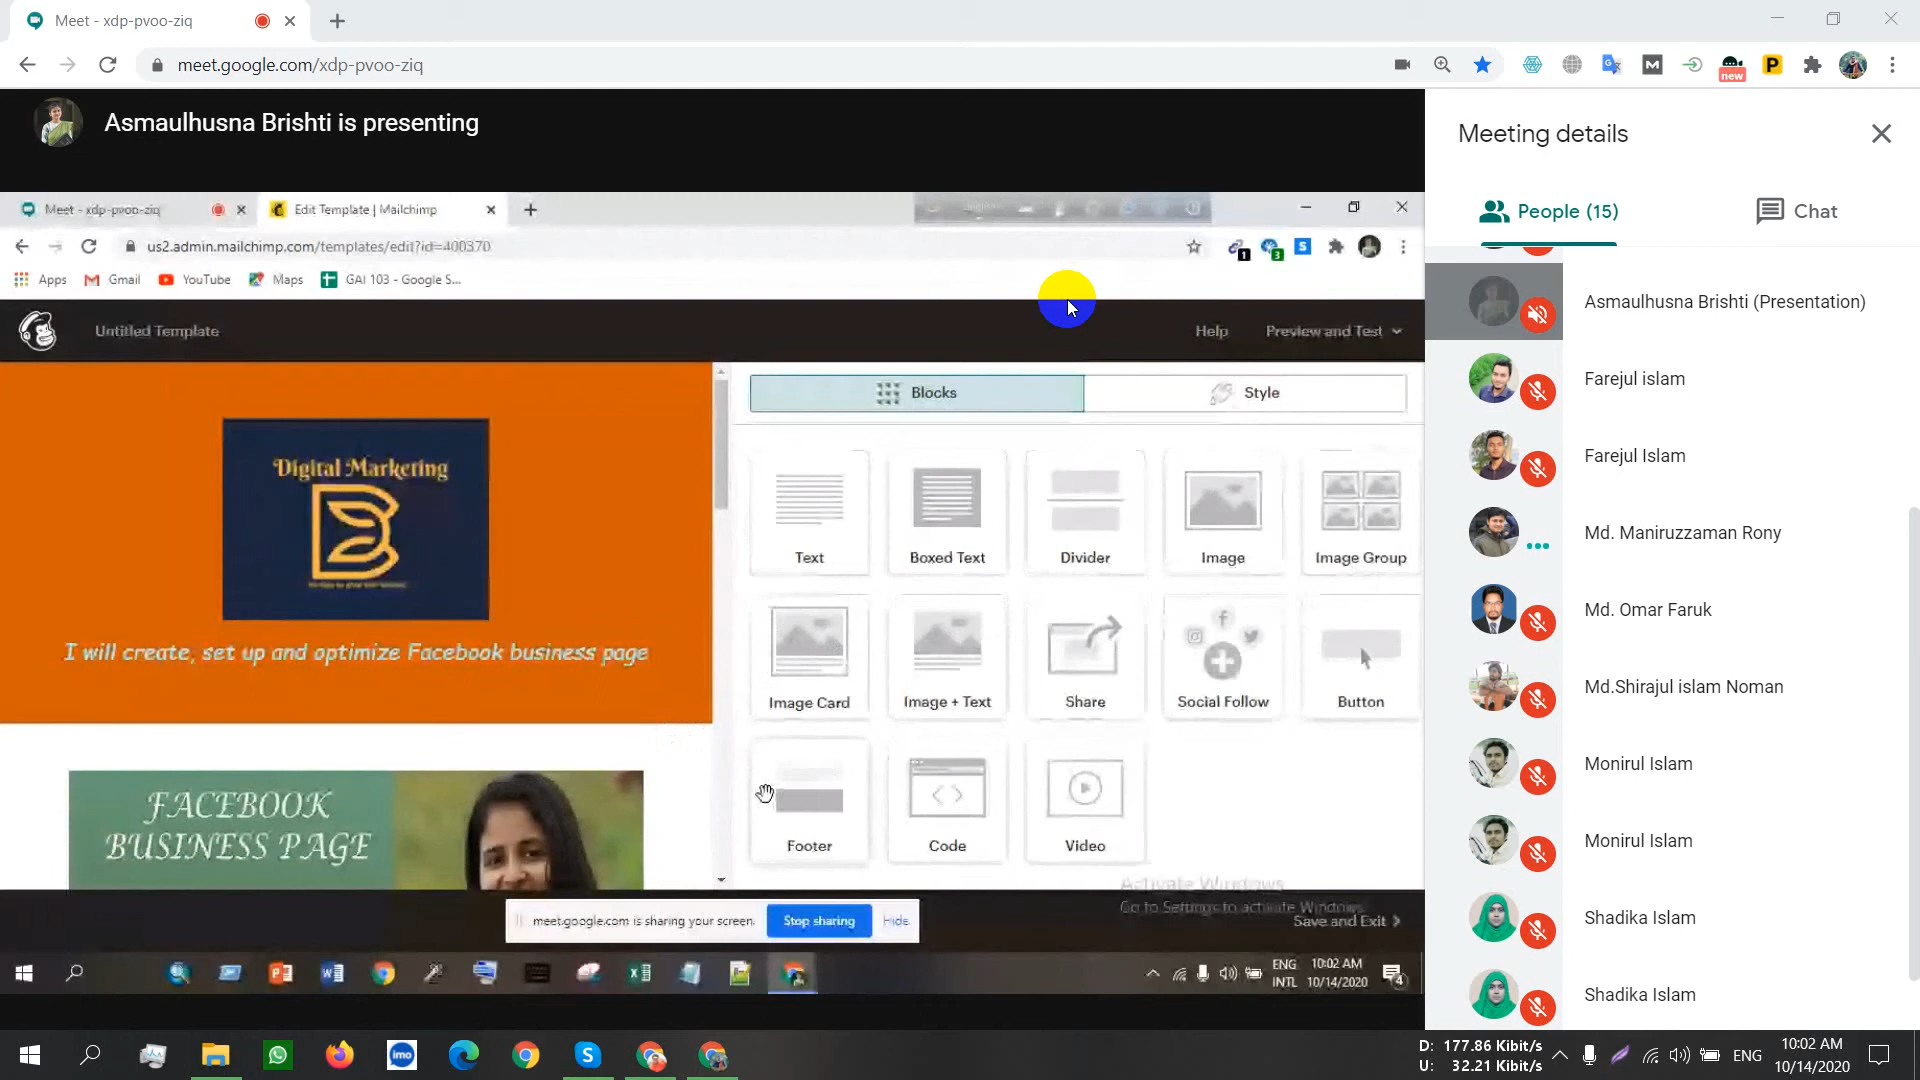 Meet - xdp-pvoo-ziq
meet.google.com/xdp-pvoo-ziq
new
Asmaulhusna Brishti is presenting
Meet - xdp-pvoo-ziq
Edit Template | Mailchimp
us2.admin.mailchimp.com/templates/edit?id=400370
1
3
Apps
Gmail
YouTube
Maps
GAI 103 - Google S...
Untitled Template
Help
Preview and Test
Digital Marketing
I will create, set up and optimize Facebook business page
FACEBOOK
BUSINESS PAGE
Blocks
Style
Text
Boxed Text
Divider
Image
Image Group
Image Card
Image + Text
Share
Social Follow
Button
Footer
Code
Video
Activate Windows
Go to Settings to activate Windows.
Save and Exit
meet.google.com is sharing your screen.
Stop sharing
Hide
ENG
INTL
10:02 AM
10/14/2020
4
Meeting details
People (15)
Chat
Asmaulhusna Brishti (Presentation)
Farejul islam
Farejul Islam
Md. Maniruzzaman Rony
Md. Omar Faruk
Md.Shirajul islam Noman
Monirul Islam
Monirul Islam
Shadika Islam
Shadika Islam
imo
D: 177.86 Kibit/s
U: 32.21 Kibit/s
ENG
10:02 AM
10/14/2020